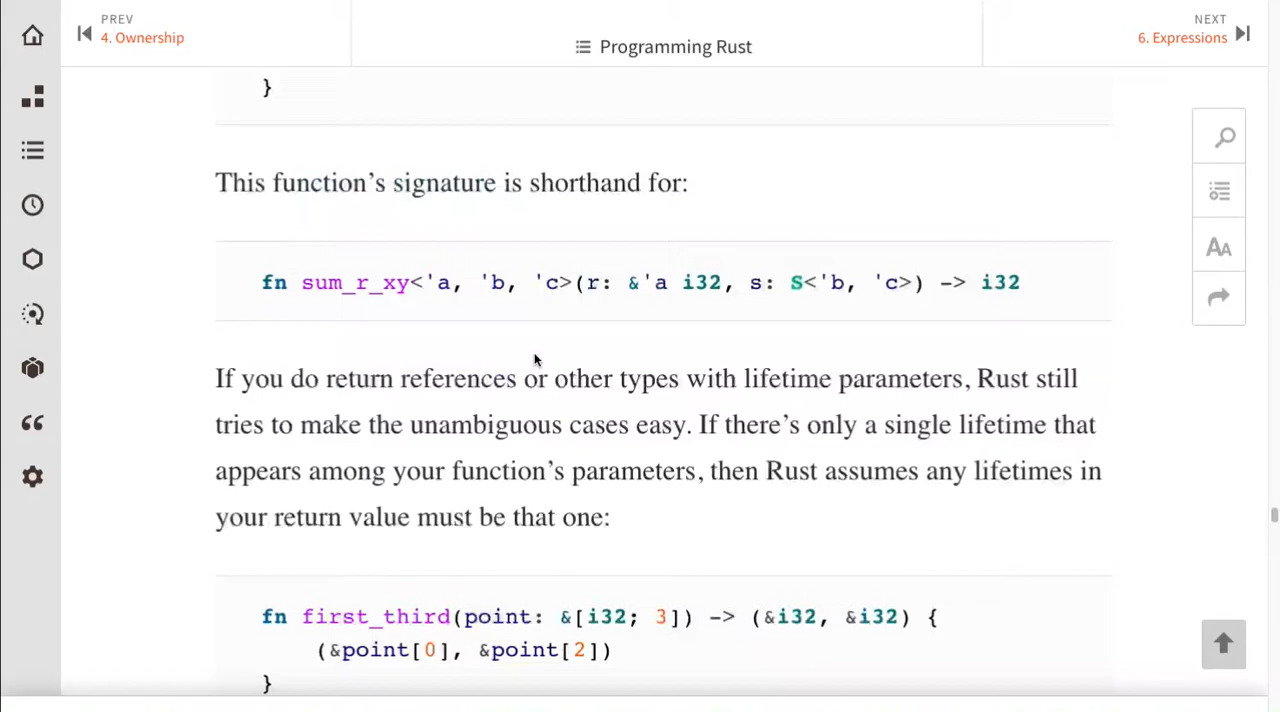 PREV
4. Ownership
Programming Rust
NEXT
6. Expressions
}
This function’s signature is shorthand for:
fn sum_r_xy<'a, 'b, 'c>(r: &'a i32, s: S<'b, 'c>) -> i32
If you do return references or other types with lifetime parameters, Rust still
tries to make the unambiguous cases easy. If there’s only a single lifetime that
appears among your function’s parameters, then Rust assumes any lifetimes in
your return value must be that one:
fn first_third(point: &[i32; 3]) -> (&i32, &i32) {
(&point[0], &point[2])
}
AA